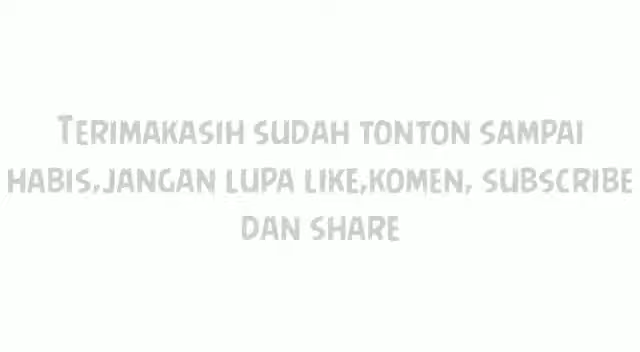 Terimakasih sudah tonton sampai
habis,jangan lupa like,komen, subscribe
dan share